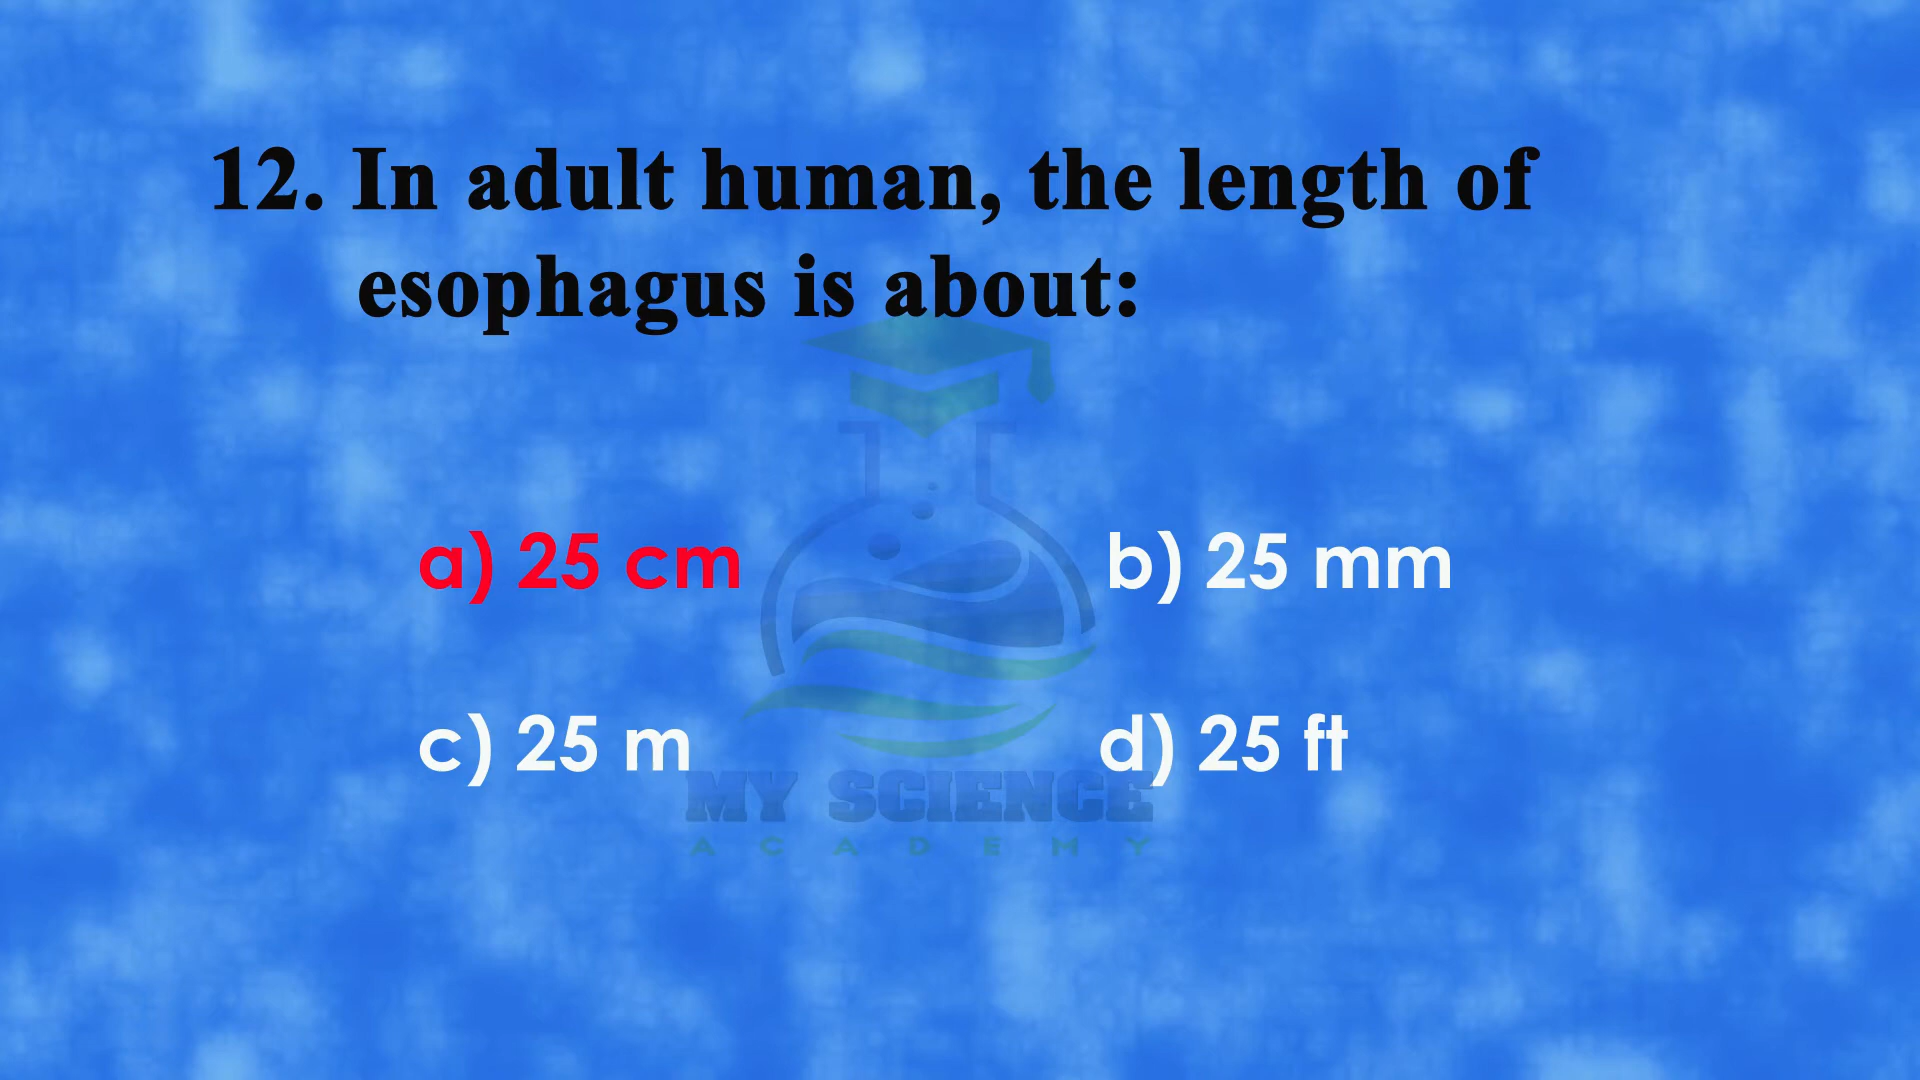 12. In adult human, the length of
esophagus is about:
a) 25 cm
b) 25 mm
c) 25 m
d) 25 ft
MY SCIENCE
ACADEMY